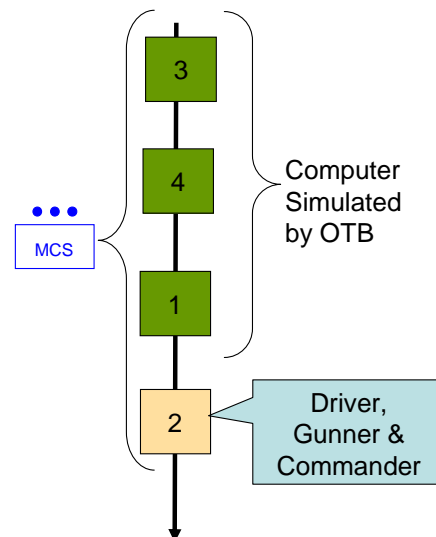 3
4
Computer
Simulated
by OTB
MCS
1
2
Driver,
Gunner &
Commander